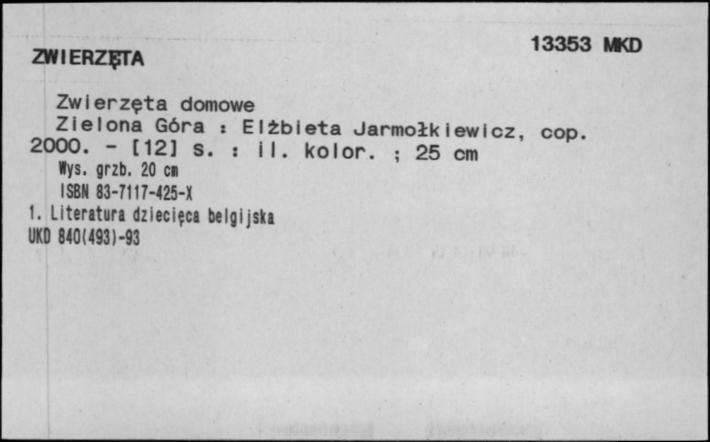 13353 MKD
ZWIERZĘTA
Zwierzęta domowe
Zielona Góra : Elżbieta Jarmołkiewicz, cop.
2000. - [12] s. : il. kolor. ; 25 cm
Wys. grzb. 20 cm
ISBN 83-7117-425-X
1. Literatura dziecięca belgijska
UKD 840(493)-93